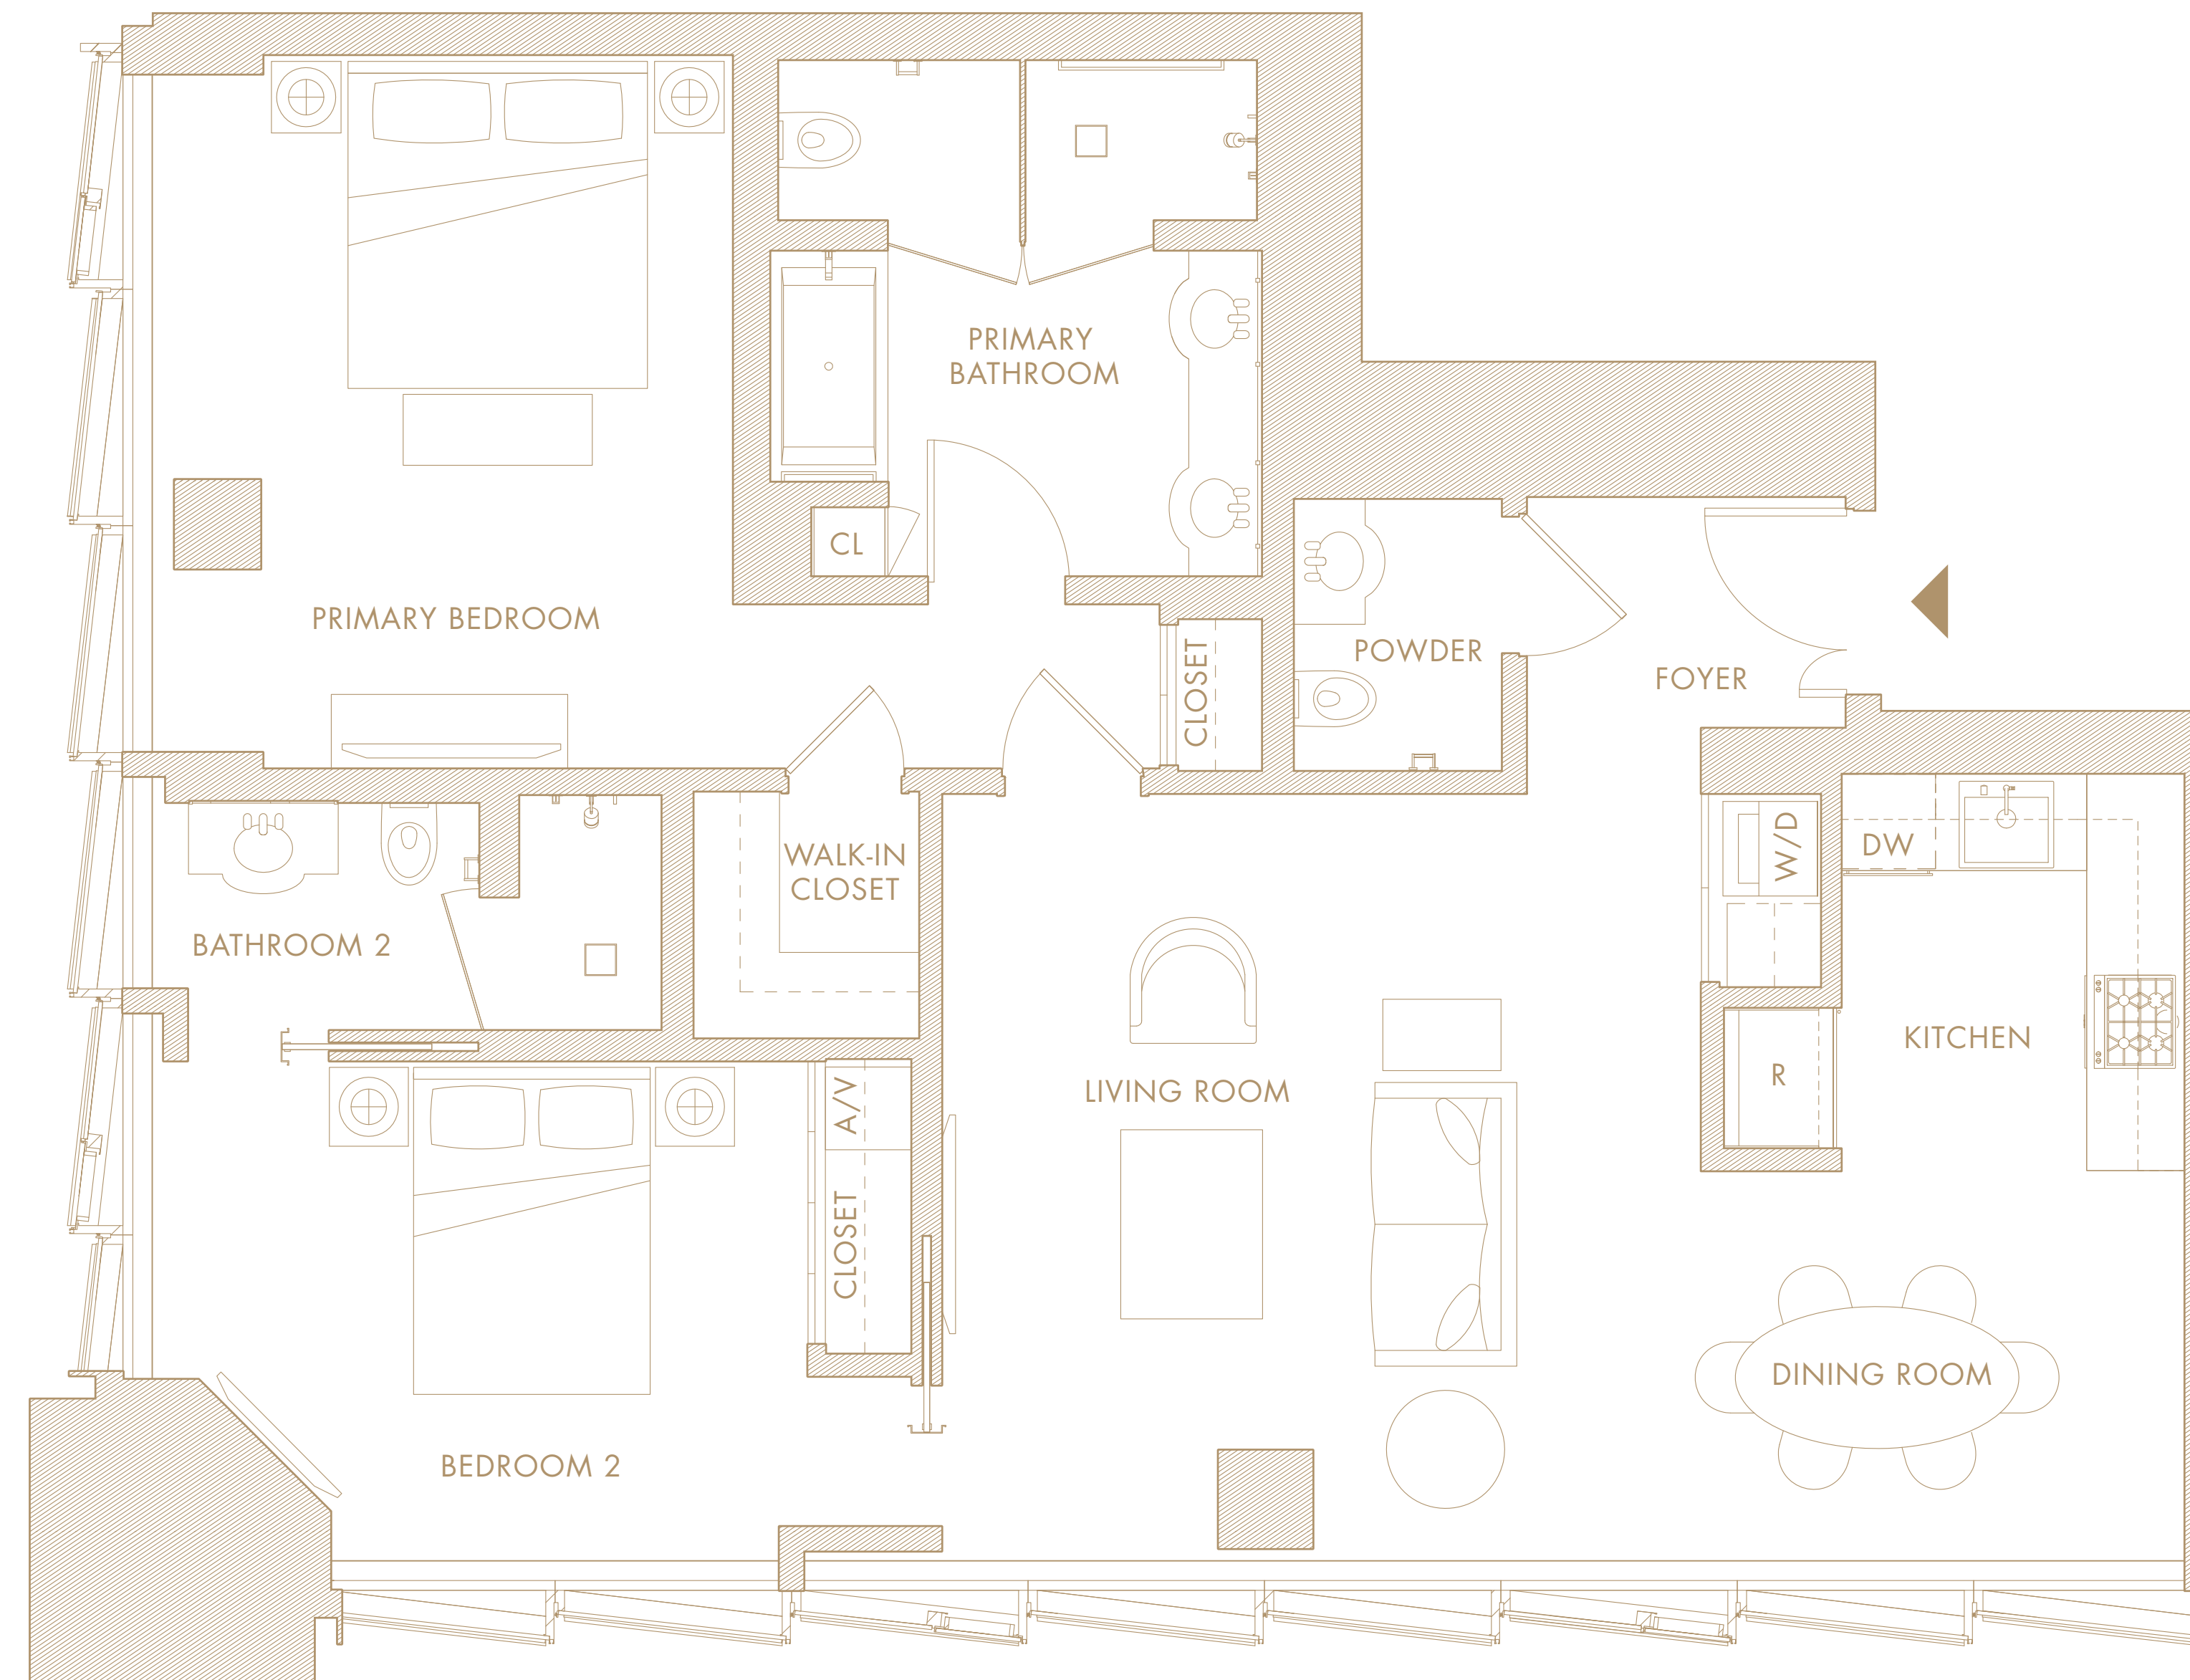 PRIMARY
BATHROOM
CL
PRIMARY BEDROOM
CLOSET
POWDER
FOYER
WALK-IN
CLOSET
W/D
DW
BATHROOM 2
KITCHEN
R
LIVING ROOM
A/V
CLOSET
DINING ROOM
BEDROOM 2